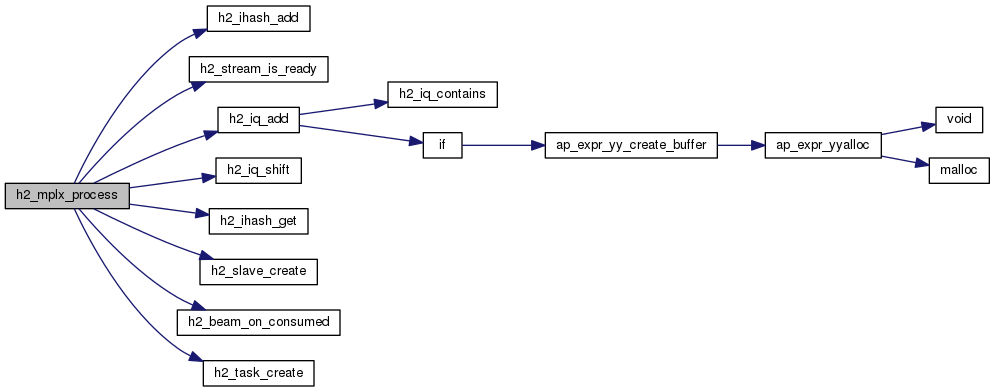 h2_mplx_process
h2_ihash_add
h2_stream_is_ready
h2_iq_add
h2_iq_contains
if
ap_expr_yy_create_buffer
ap_expr_yyalloc
void
malloc
h2_iq_shift
h2_ihash_get
h2_slave_create
h2_beam_on_consumed
h2_task_create